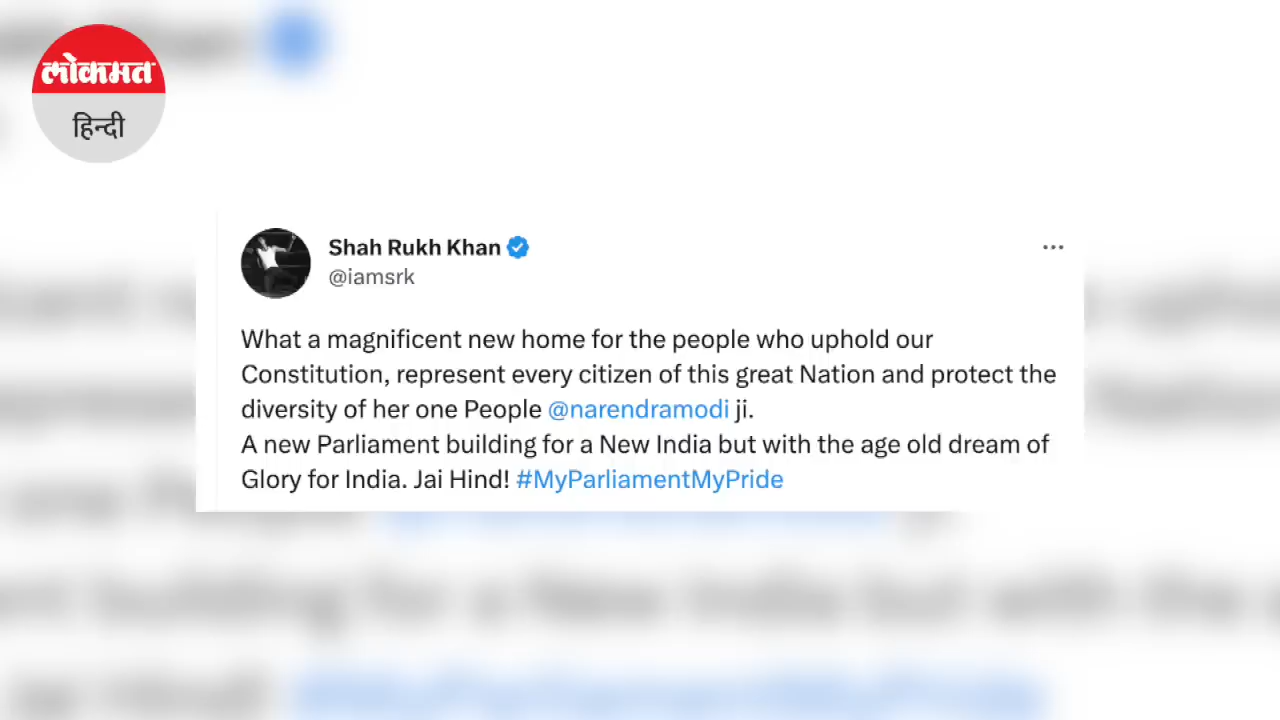 लोकमत
हिन्दी
Shah Rukh Khan
@iamsrk
What a magnificent new home for the people who uphold our
Constitution, represent every citizen of this great Nation and protect the
diversity of her one People @narendramodi ji.
A new Parliament building for a New India but with the age old dream of
Glory for India. Jai Hind! #MyParliamentMyPride